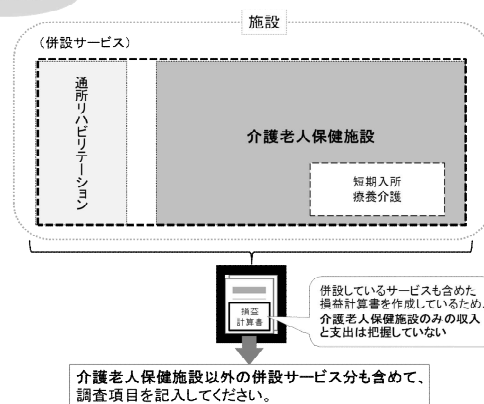 施設
（併設サービス）
通所リハビリテーション
介護老人保健施設
短期入所
療養介護
損益
計算書
併設しているサービスも含めた
損益計算書を作成しているため、
介護老人保健施設のみの収入
と支出は把握していない
介護老人保健施設以外の併設サービス分も含めて、
調査項目を記入してください。